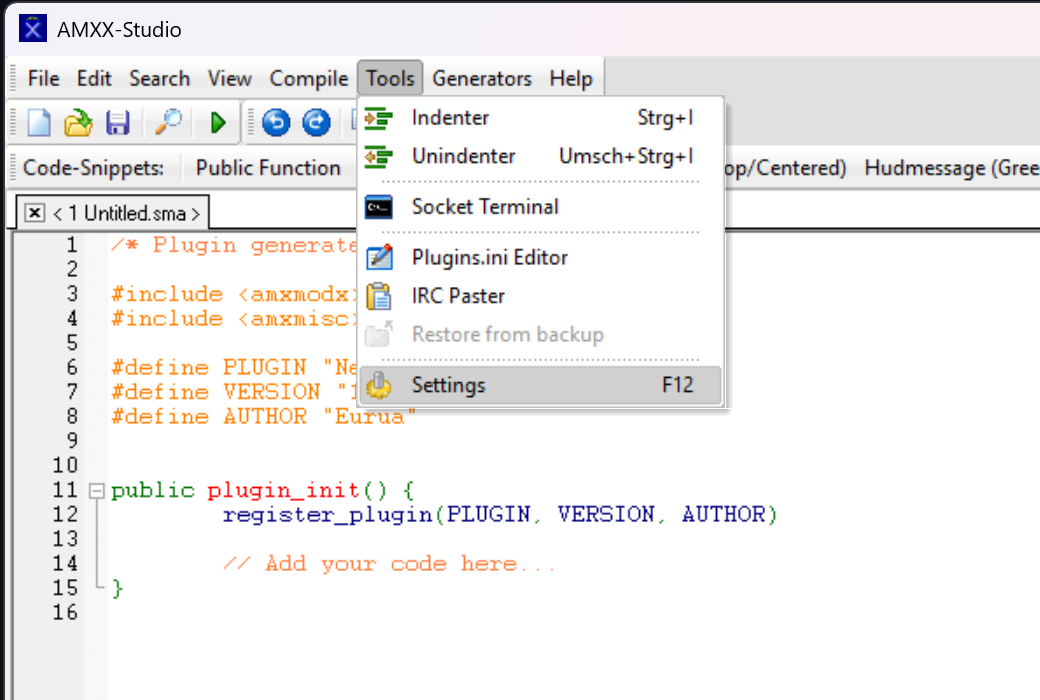 AMXX-Studio
File Edit Search View Compile Tools Generators Help
Indenter Strg+I
Unindenter Umsch+Strg+I
Socket Terminal
Plugins.ini Editor
IRC Paster
Restore from backup
Settings F12
Code-Snippets: Public Function op/Centered) Hudmessage (Gree
< 1 Untitled.sma >
1 /* Plugin generate
2
3 #include <amxmodx>
4 #include <amxmisc>
5
6 #define PLUGIN "Ne
7 #define VERSION "1
8 #define AUTHOR "Eurua"
9
10
11 public plugin_init() {
12 register_plugin(PLUGIN, VERSION, AUTHOR)
13
14 // Add your code here...
15 }
16